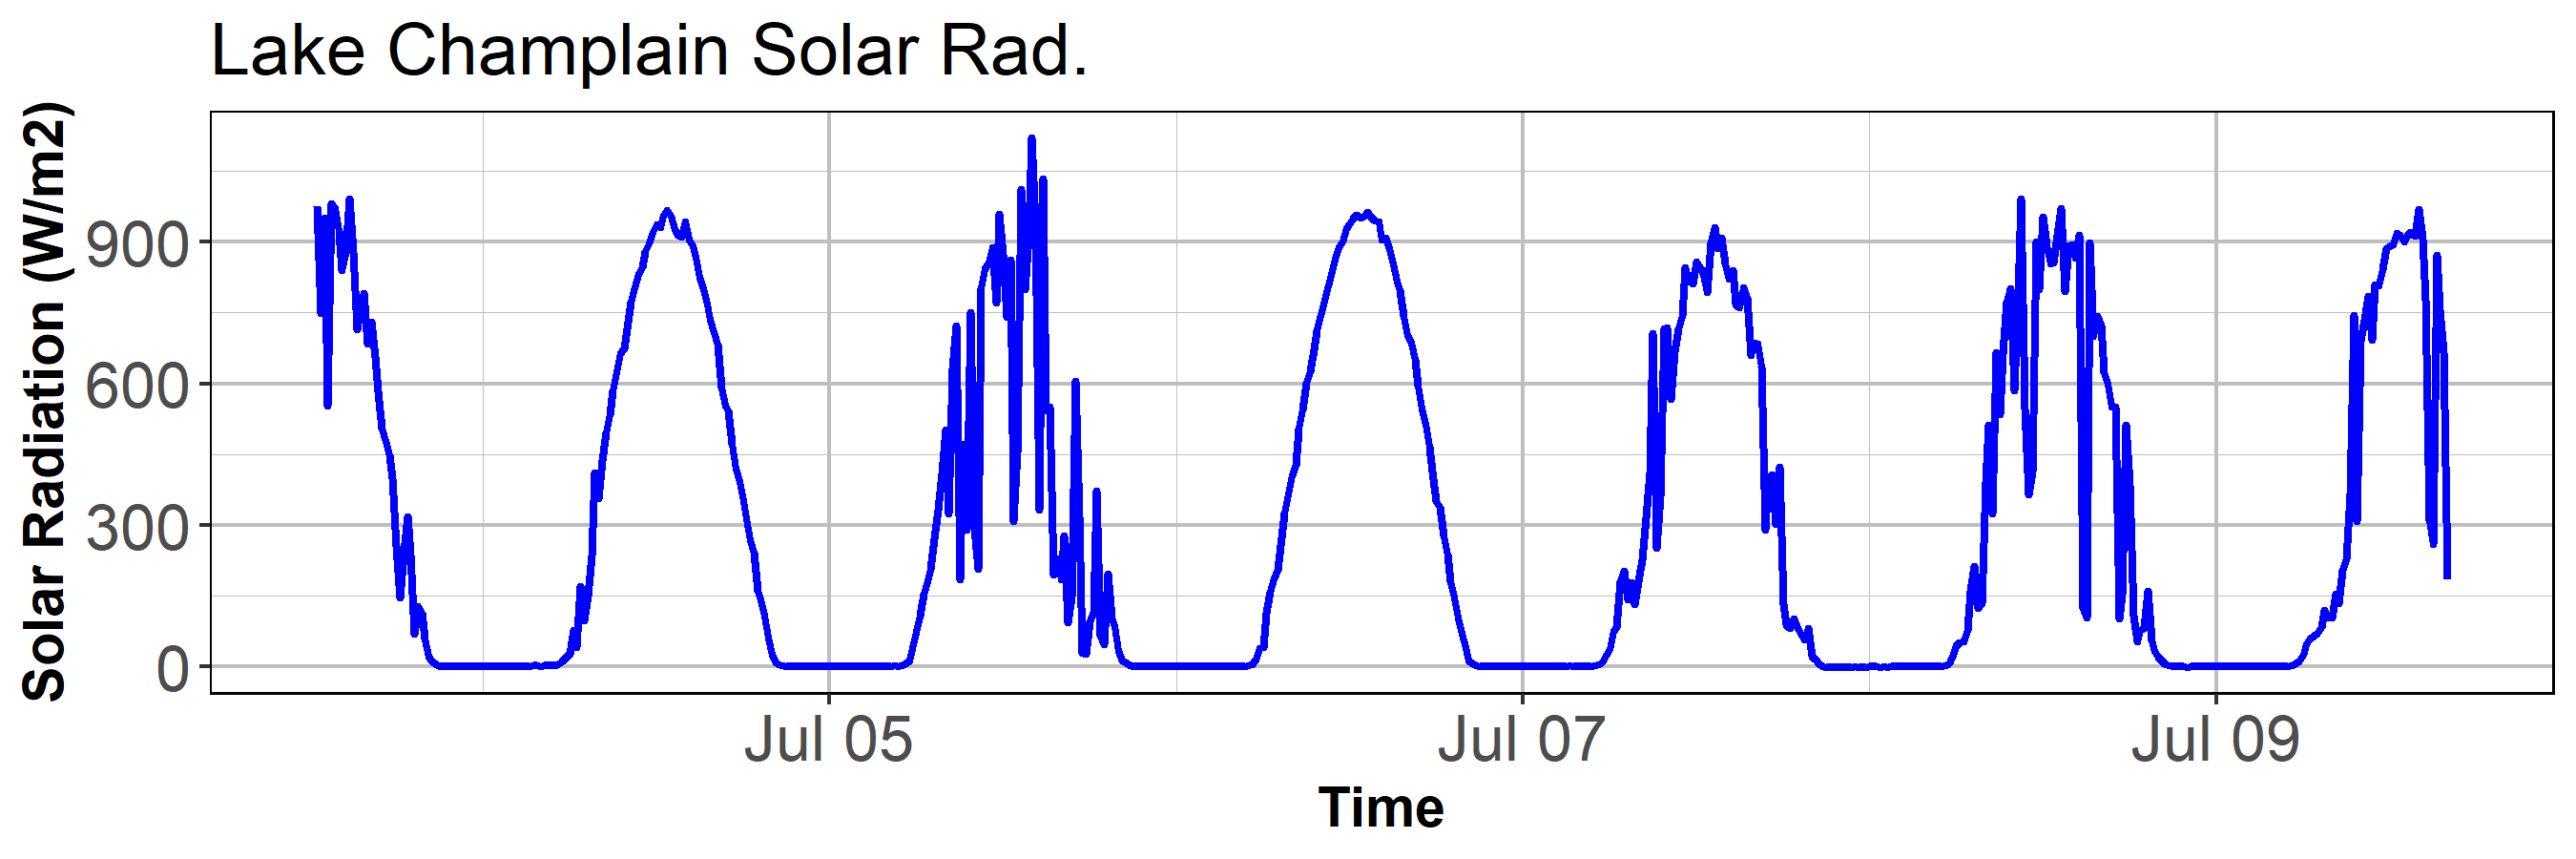 Lake Champlain Solar Rad.
Solar Radiation (W/m2)
900
600
300
0
Jul 05
Jul 07
Jul 09
Time